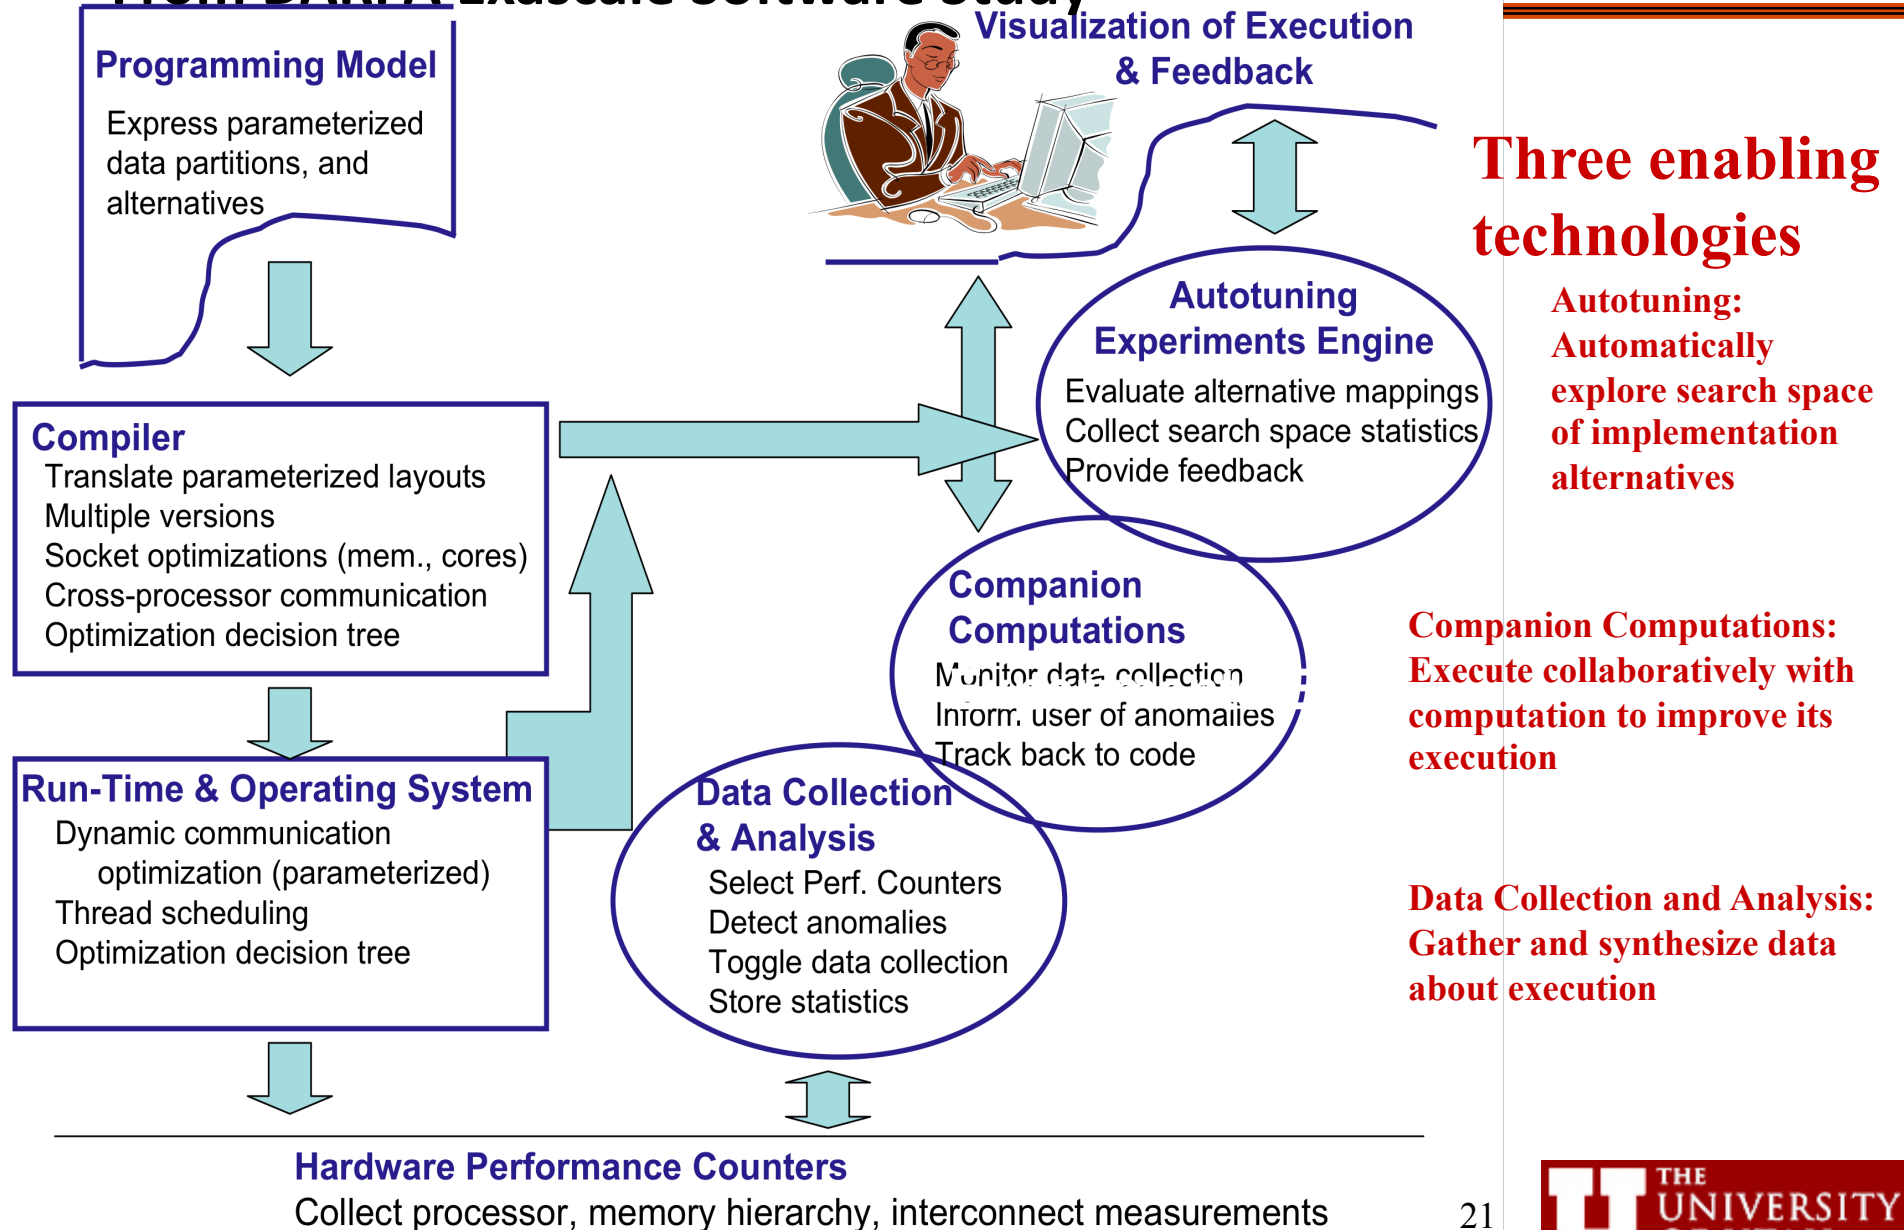 From DARPA Exascale Software Study
Programming Model
Express parameterized
data partitions, and
alternatives
Visualization of Execution
& Feedback
Three enabling
technologies
Autotuning
Experiments Engine
Evaluate alternative mappings
Collect search space statistics
Provide feedback
Autotuning:
Automatically
explore search space
of implementation
alternatives
Compiler
Translate parameterized layouts
Multiple versions
Socket optimizations (mem., cores)
Cross-processor communication
Optimization decision tree
Companion
Computations
Monitor data collection
Inform user of anomalies
Track back to code
Companion Computations:
Execute collaboratively with
computation to improve its
execution
Run-Time & Operating System
Dynamic communication
optimization (parameterized)
Thread scheduling
Optimization decision tree
Data Collection
& Analysis
Select Perf. Counters
Detect anomalies
Toggle data collection
Store statistics
Data Collection and Analysis:
Gather and synthesize data
about execution
Hardware Performance Counters
Collect processor, memory hierarchy, interconnect measurements
21
THE
UNIVERSITY